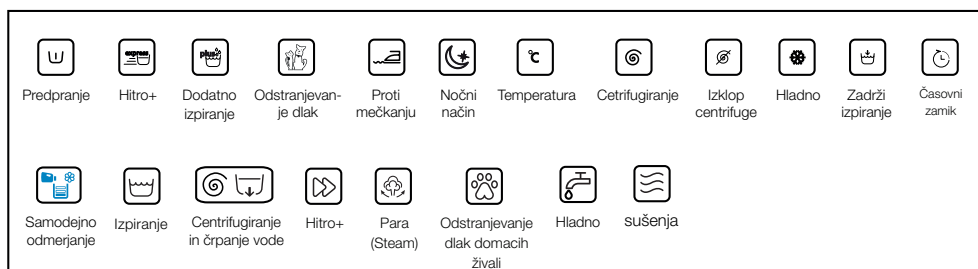 express
plus
°C
Predpranje
Hitro+
Dodatno
izpiranje
Odstranjevan-
je dlak
Proti
mečkanju
Nočni
način
Temperatura
Cetrifugiranje
Izklop
centrifuge
Hladno
Zadrži
izpiranje
Časovni
zamik
Samodejno
odmerjanje
Izpiranje
Centrifugiranje
in črpanje vode
Hitro+
Para
(Steam)
Odstranjevanje
dlak domacih
živali
Hladno
sušenja